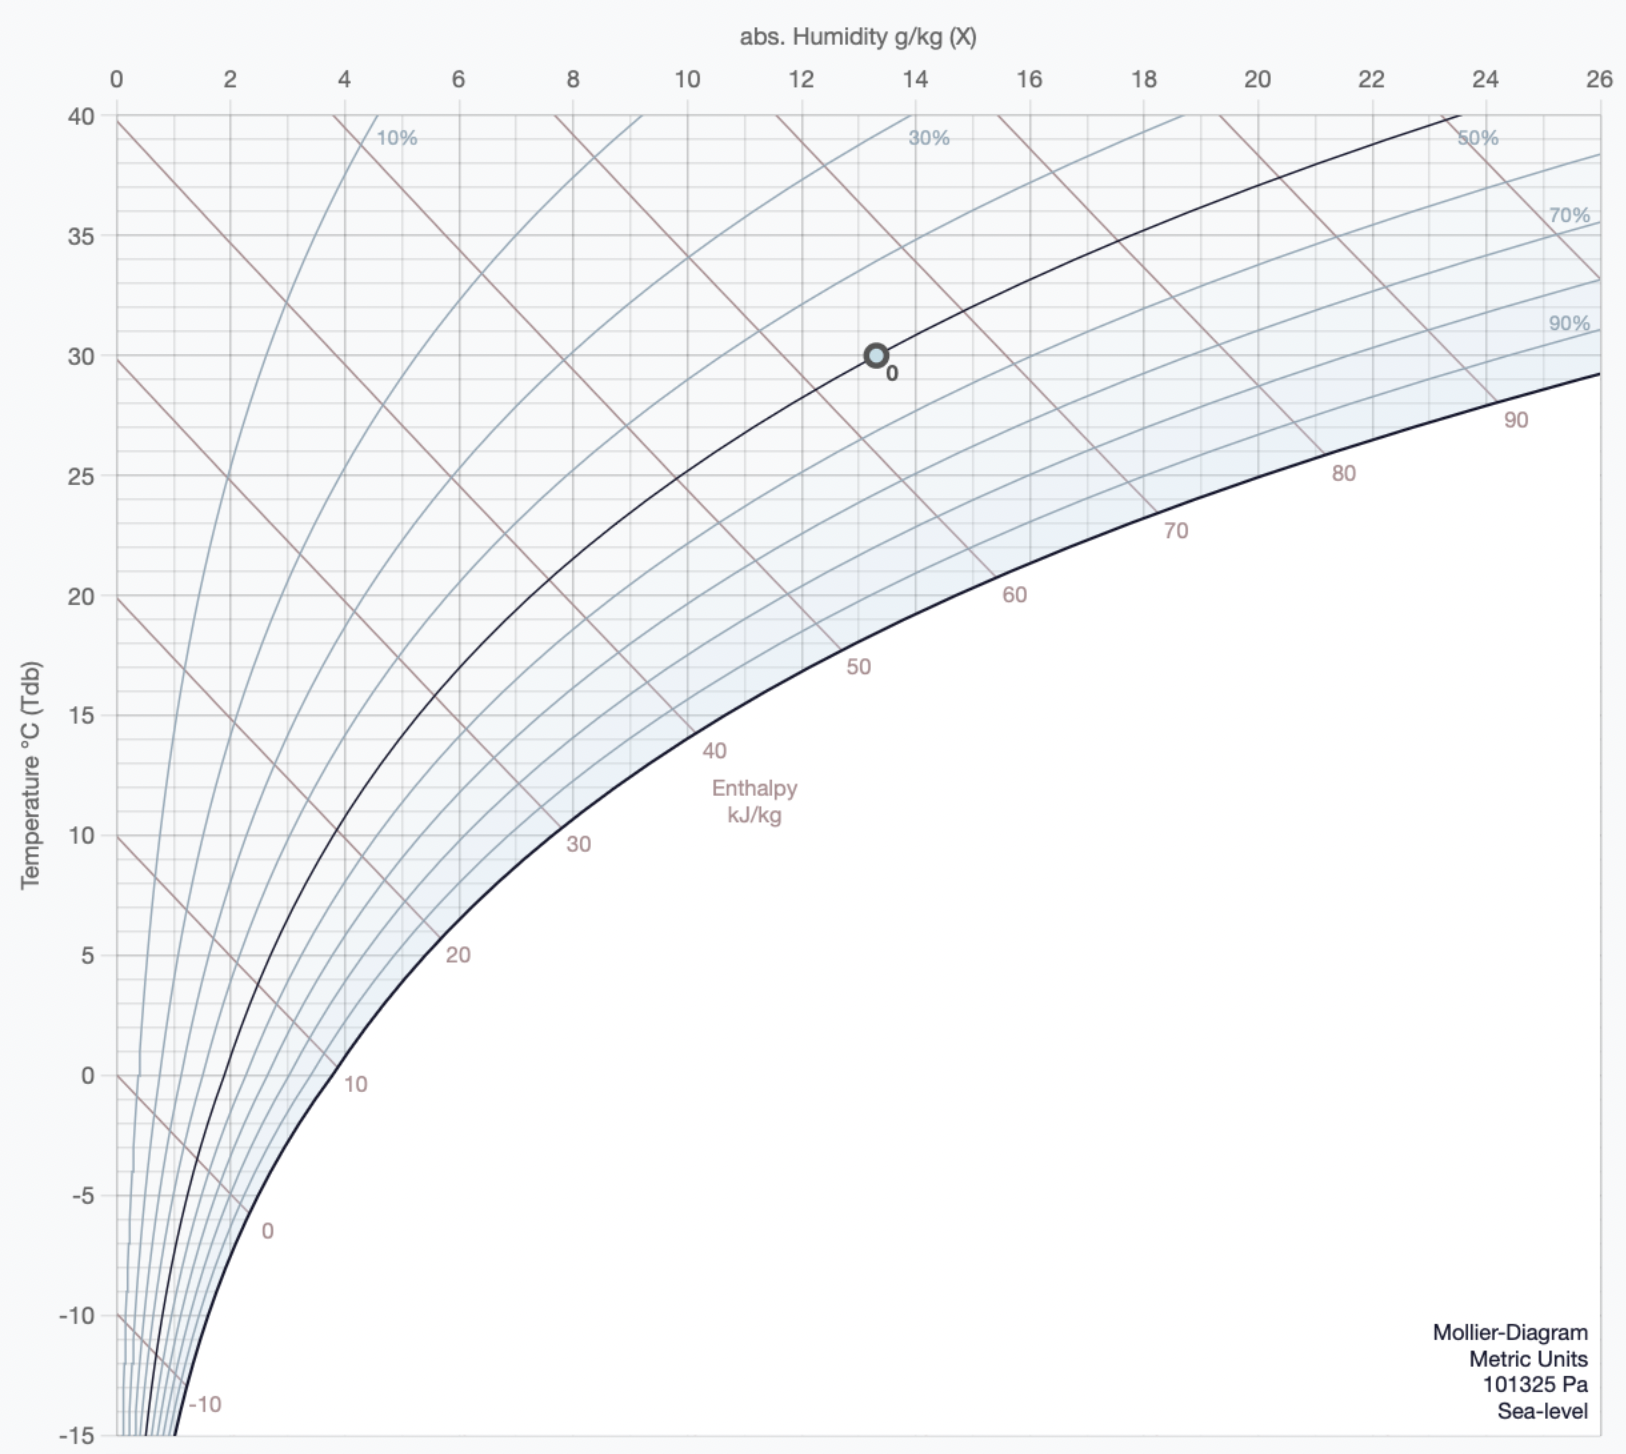 abs. Humidity g/kg (X)
0 2 4 6 8 10 12 14 16 18 20 22 24 26
40
10% 30% 50%
70%
35
90%
30
0
90
25
80
70
20
60
Temperature °C (Tdb)
50
15
40
Enthalpy
kJ/kg
10
30
5
20
0
10
-5
0
-10
Mollier-Diagram
Metric Units
101325 Pa
-10
Sea-level
-15